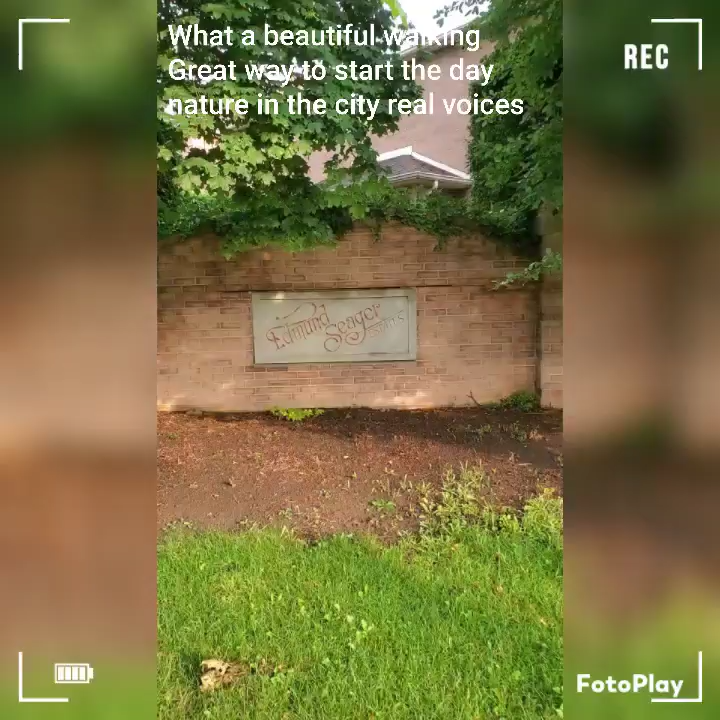 What a beautiful walking
Great way to start the day
nature in the city real voices
REC
Edmund
Seager
FotoPlay